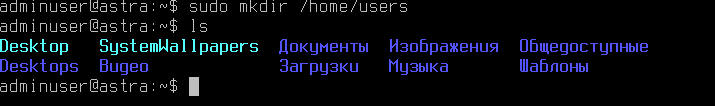 adminuser@astra:~$ sudo mkdir /home/users
adminuser@astra:~$ ls
Desktop SystemWallpapers Документы Изображения Общедоступные
Desktops Видео Загрузки Музыка Шаблоны
adminuser@astra:~$